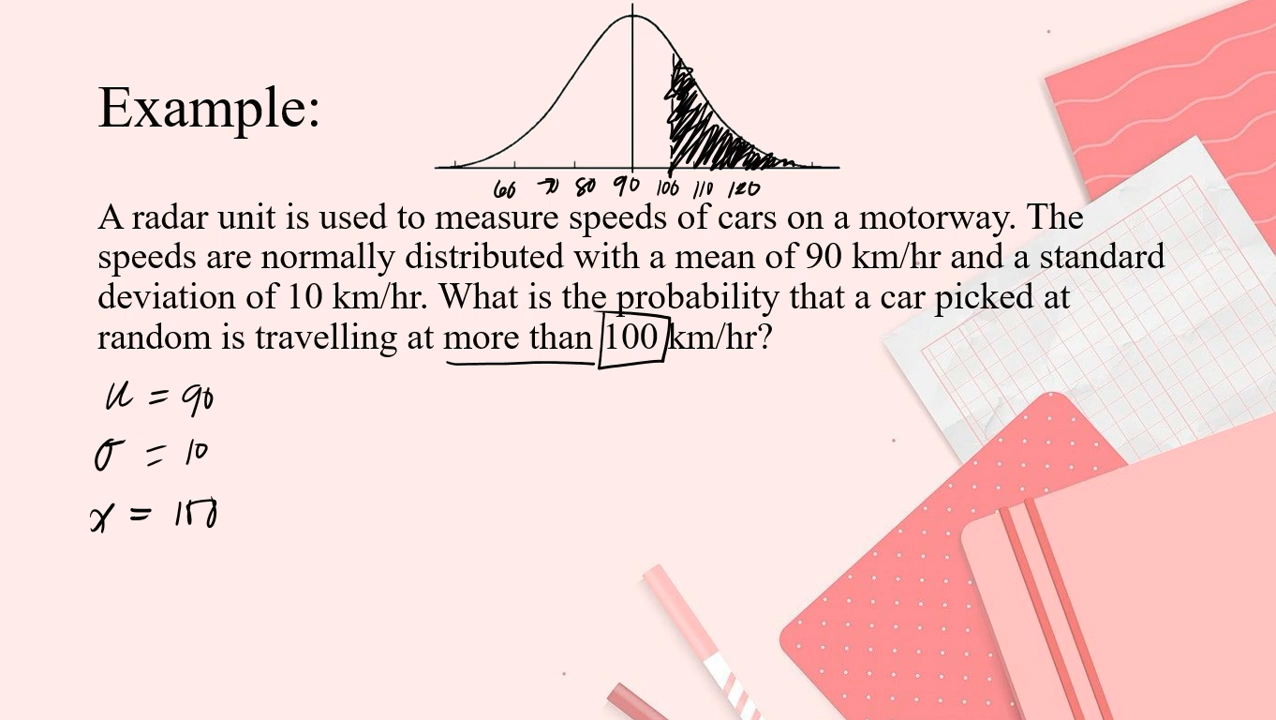 Example:
60 70 80 90 100 110 120
A radar unit is used to measure speeds of cars on a motorway. The
speeds are normally distributed with a mean of 90 km/hr and a standard
deviation of 10 km/hr. What is the probability that a car picked at
random is travelling at more than 100 km/hr?
μ = 90
σ = 10
x = 100